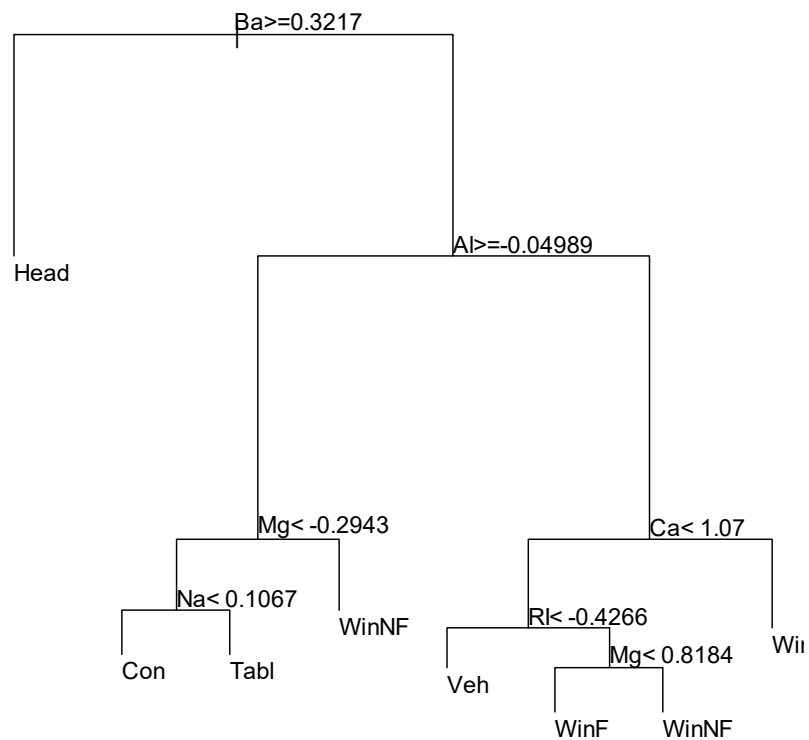 Ba>=0.3217
Al>=-0.04989
Head
Mg< -0.2943
Ca< 1.07
Na< 0.1067
RI< -0.4266
WinNF
Mg< 0.8184
Con
Tabl
Veh
WinF
WinNF